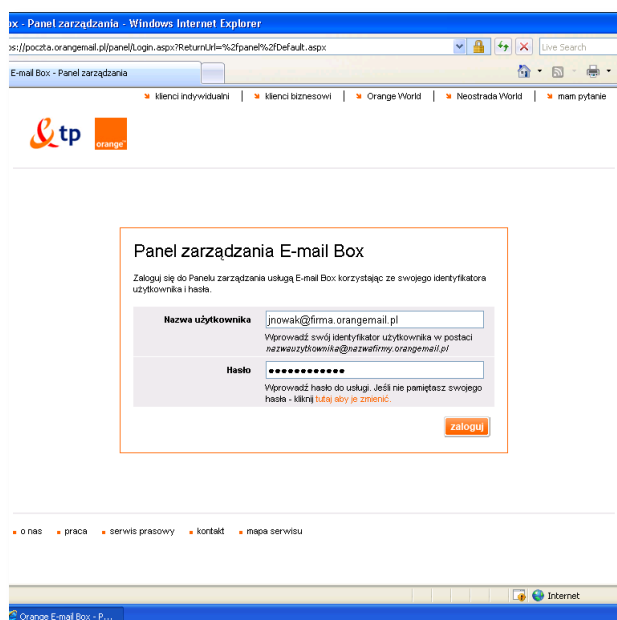 ox - Panel zarządzania - Windows Internet Explorer
ps://poczta.orangemail.pl/panel/Login.aspx?ReturnUrl=%2fpanel%2fDefault.aspx
Live Search
E-mail Box - Panel zarządzania
klienci indywidualni | klienci biznesowi | Orange World | Neostrada World | mam pytanie
tp orange™
Panel zarządzania E-mail Box
Zaloguj się do Panelu zarządzania usługą E-mail Box korzystając ze swojego identyfikatora
użytkownika i hasła.
Nazwa użytkownika jnowak@firma.orangemail.pl
Wprowadź swój identyfikator użytkownika w postaci
nazwauzytkownika@nazwafirmy.orangemail.pl
Hasło ●●●●●●●●●●●●
Wprowadź hasło do usługi. Jeśli nie pamiętasz swojego
hasła - kliknij tutaj aby je zmienić.
zaloguj
o nas praca serwis prasowy kontakt mapa serwisu
Internet
Orange E-mail Box - P...